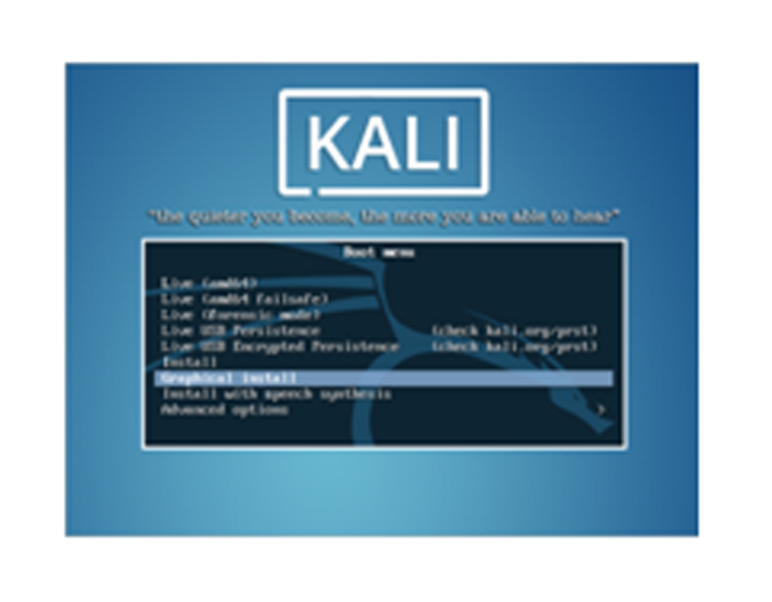 KALI
"the quieter you become, the more you are able to hear"
Boot menu
Live (amd64)
Live (amd64 failsafe)
Live (forensic mode)
Live USB Persistence (check kali.org/prst)
Live USB Encrypted Persistence (check kali.org/prst)
Install
Graphical install
Install with speech synthesis
Advanced options >